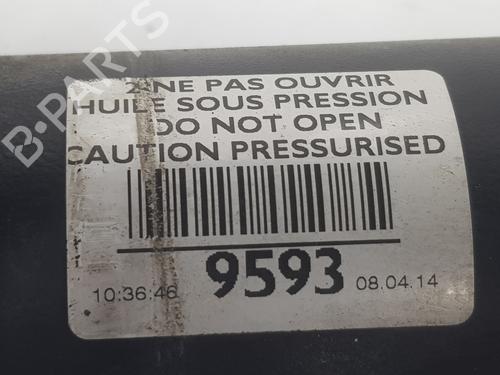 B-PARTS
NE PAS OUVRIR
HUILE SOUS PRESSION
DO NOT OPEN
CAUTION PRESSURISED
10:36:46 9593 08.04.14